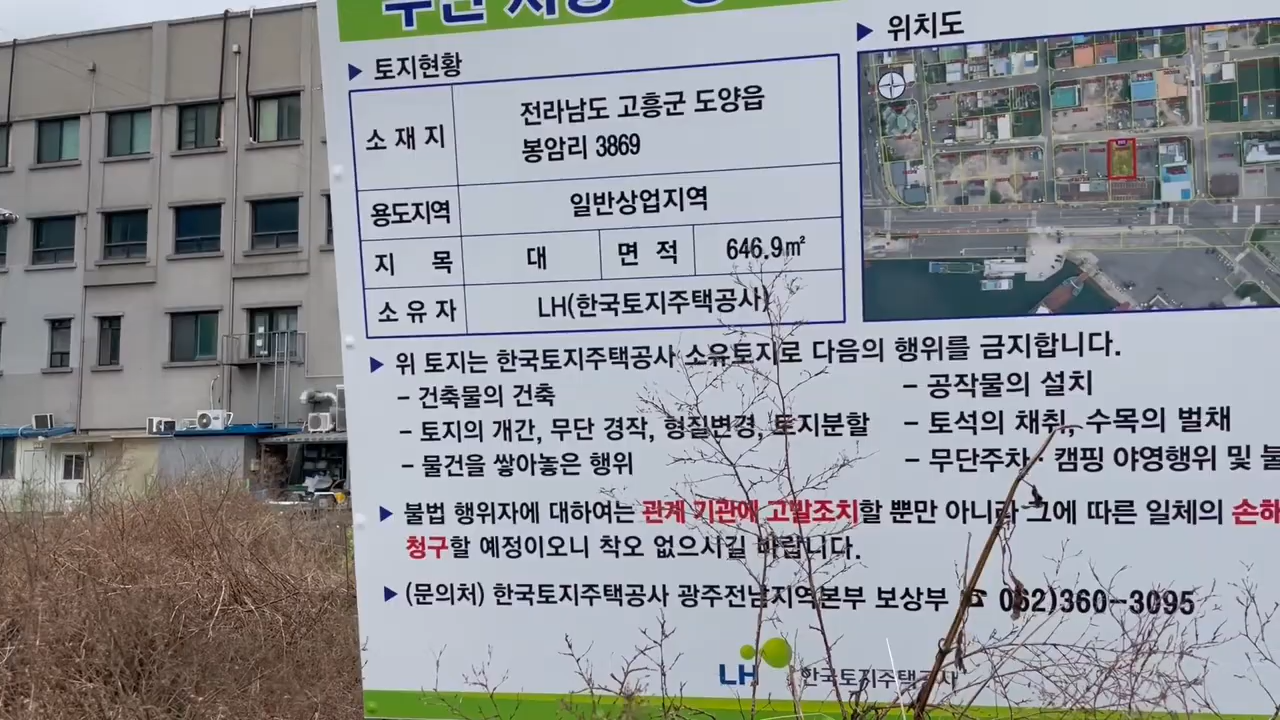 무단
▶ 토지현황
▶ 위치도
소 재 지
전라남도 고흥군 도양읍
봉암리 3869
용도지역
일반상업지역
지 목
대
면 적
646.9㎡
소 유 자
LH(한국토지주택공사)
▶ 위 토지는 한국토지주택공사 소유토지로 다음의 행위를 금지합니다.
- 건축물의 건축
- 공작물의 설치
- 토지의 개간, 무단 경작, 형질변경, 토지분할
- 토석의 채취, 수목의 벌채
- 물건을 쌓아놓은 행위
- 무단주차· 캠핑 야영행위 및
▶ 불법 행위자에 대하여는 관계 기관에 고발조치할 뿐만 아니라 그에 따른 일체의 손해
청구할 예정이오니 착오 없으시길 바랍니다.
▶ (문의처) 한국토지주택공사 광주전남지역본부 보상부 ☎ 062)360-3095
LH 한국토지주택공사